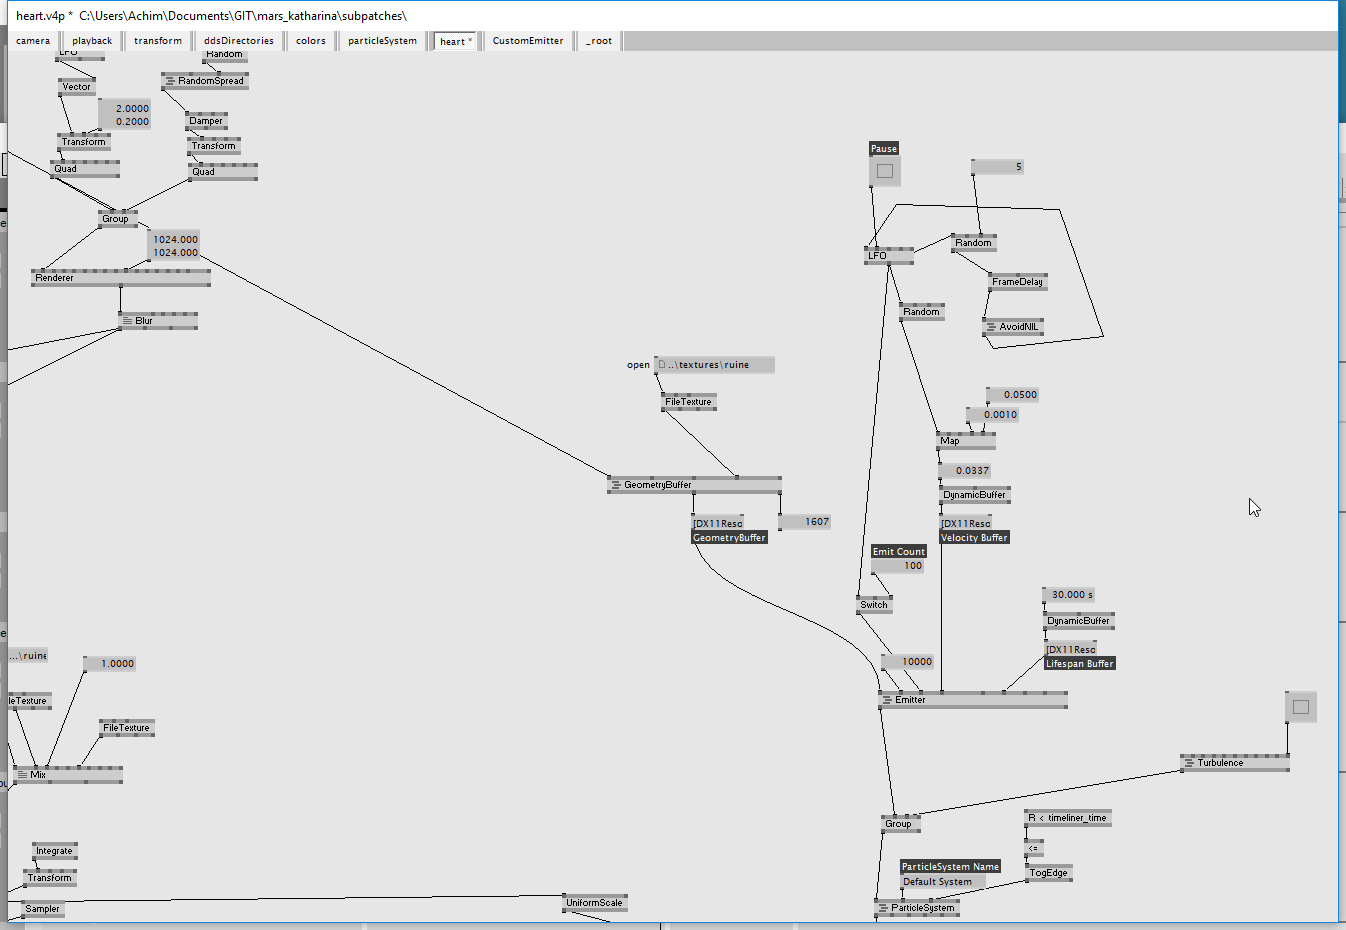 heart.v4p * C:\Users\Achim\Documents\GIT\mars_katharina\subpatches\
camera playback transform ddsDirectories colors particleSystem heart * CustomEmitter _root
LFO
Random
Vector
RandomSpread
2.0000
0.2000
Damper
Transform
Transform
Quad
Quad
Group
1024.000
1024.000
Renderer
Blur
Pause
5
LFO
Random
FrameDelay
Random
AvoidNIL
open ..\textures\ruine
FileTexture
0.0500
0.0010
Map
0.0337
GeometryBuffer
DynamicBuffer
[DX11Reso
GeometryBuffer
1607
[DX11Reso
Velocity Buffer
Emit Count
100
Switch
30.000 s
DynamicBuffer
[DX11Reso
Lifespan Buffer
10000
Emitter
...\ruine
1.0000
leTexture
FileTexture
Mix
Turbulence
Group
R < timeliner_time
<=
TogEdge
ParticleSystem Name
Default System
ParticleSystem
Integrate
Transform
Sampler
UniformScale